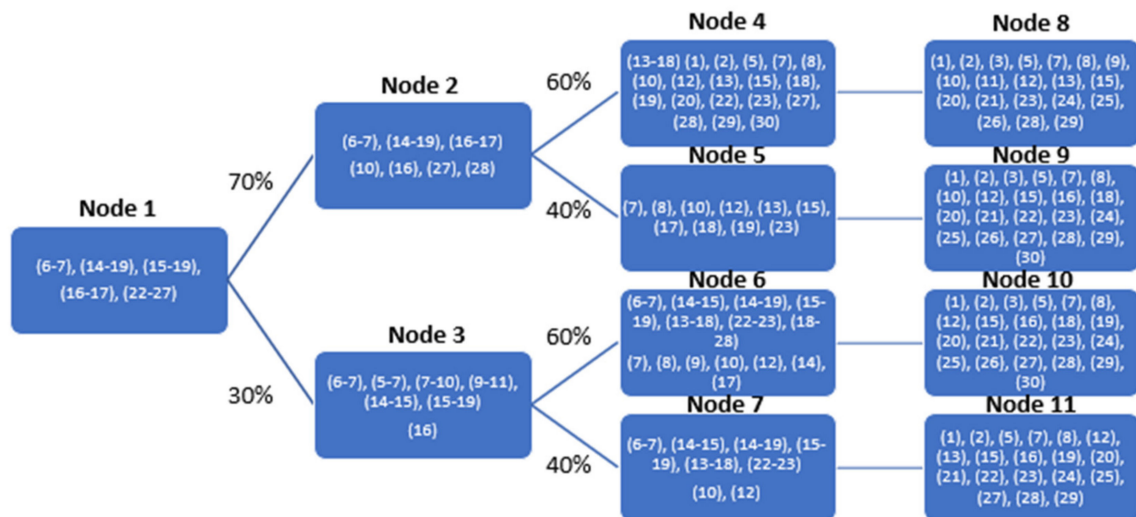 Node 1
(6-7), (14-19), (15-19),
(16-17), (22-27)
70%
30%
Node 2
(6-7), (14-19), (16-17)
(10), (16), (27), (28)
Node 3
(6-7), (5-7), (7-10), (9-11),
(14-15), (15-19)
(16)
60%
40%
60%
40%
Node 4
(13-18) (1), (2), (5), (7), (8),
(10), (12), (13), (15), (18),
(19), (20), (22), (23), (27),
(28), (29), (30)
Node 5
(7), (8), (10), (12), (13), (15),
(17), (18), (19), (23)
Node 6
(6-7), (14-15), (14-19), (15-
19), (13-18), (22-23), (18-
28)
(7), (8), (9), (10), (12), (14),
(17)
Node 7
(6-7), (14-15), (14-19), (15-
19), (13-18), (22-23)
(10), (12)
Node 8
(1), (2), (3), (5), (7), (8), (9),
(10), (11), (12), (13), (15),
(20), (21), (23), (24), (25),
(26), (28), (29)
Node 9
(1), (2), (3), (5), (7), (8),
(10), (12), (15), (16), (18),
(20), (21), (22), (23), (24),
(25), (26), (27), (28), (29),
(30)
Node 10
(1), (2), (3), (5), (7), (8),
(12), (15), (16), (18), (19),
(20), (21), (22), (23), (24),
(25), (26), (27), (28), (29),
(30)
Node 11
(1), (2), (5), (7), (8), (12),
(13), (15), (16), (19), (20),
(21), (22), (23), (24), (25),
(27), (28), (29)